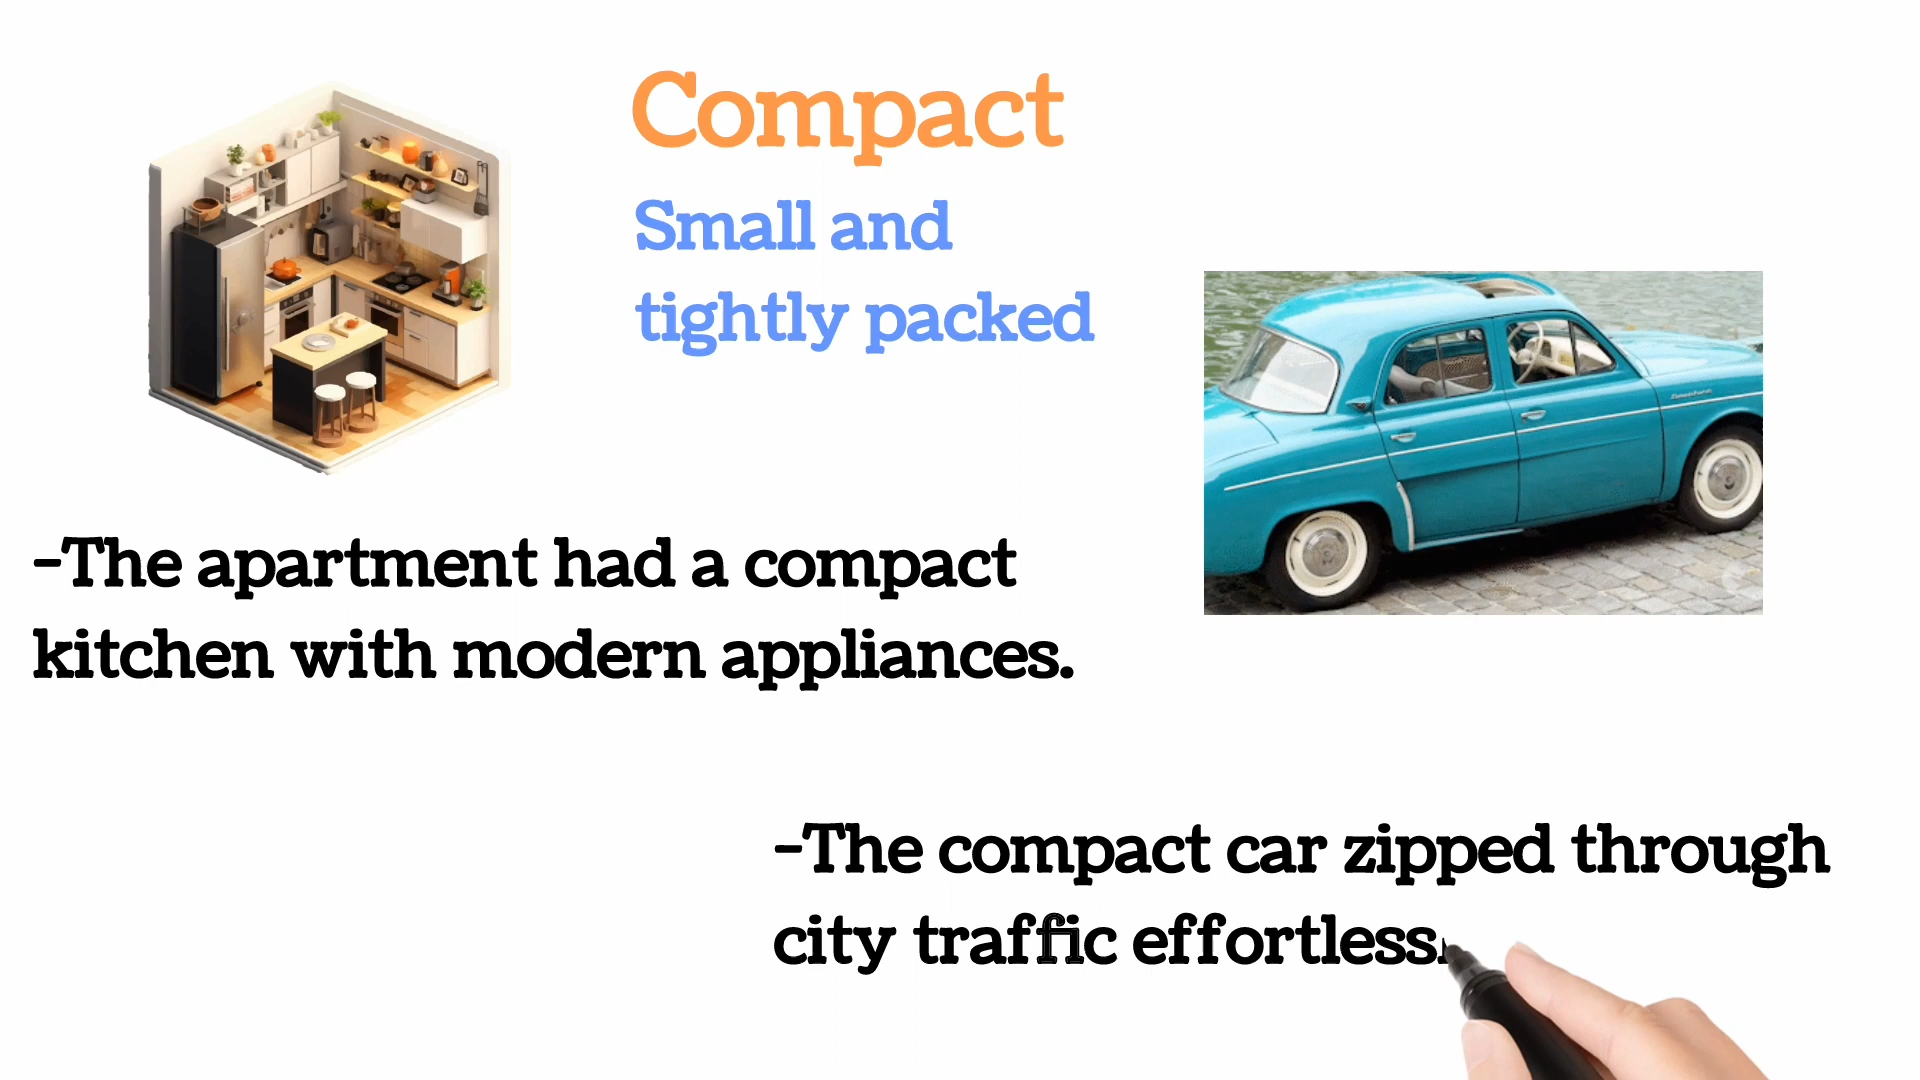 Compact
Small and
tightly packed
-The apartment had a compact
kitchen with modern appliances.
-The compact car zipped through
city traffic effortless